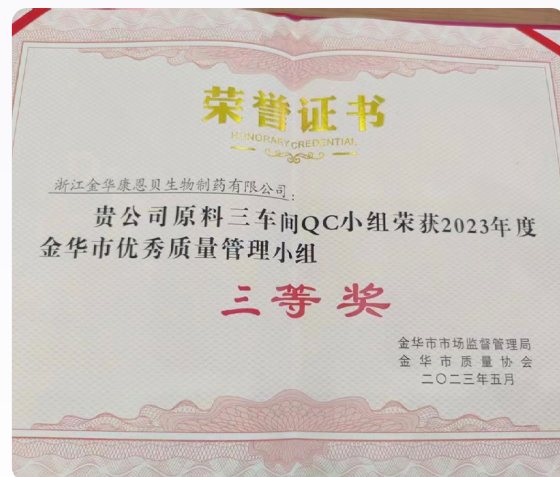 荣誉证书
HONORARY CREDENTIAL
浙江金华康恩贝生物制药有限公司:
贵公司原料三车间QC小组荣获2023年度
金华市优秀质量管理小组
三等奖
金华市市场监督管理局
金华市质量协会
二〇二三年五月